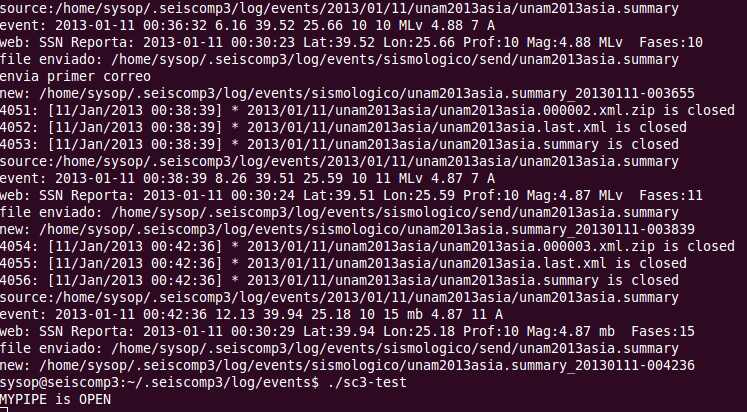 source:/home/sysop/.seiscomp3/log/events/2013/01/11/unam2013asia/unam2013asia.summary
event: 2013-01-11 00:36:32 6.16 39.52 25.66 10 10 MLv 4.88 7 A
web: SSN Reporta: 2013-01-11 00:30:23 Lat:39.52 Lon:25.66 Prof:10 Mag:4.88 MLv  Fases:10
file enviado: /home/sysop/.seiscomp3/log/events/sismologico/send/unam2013asia.summary
envia primer correo
new: /home/sysop/.seiscomp3/log/events/sismologico/unam2013asia.summary_20130111-003655
4051: [11/Jan/2013 00:38:39] * 2013/01/11/unam2013asia/unam2013asia.000002.xml.zip is closed
4052: [11/Jan/2013 00:38:39] * 2013/01/11/unam2013asia/unam2013asia.last.xml is closed
4053: [11/Jan/2013 00:38:39] * 2013/01/11/unam2013asia/unam2013asia.summary is closed
source:/home/sysop/.seiscomp3/log/events/2013/01/11/unam2013asia/unam2013asia.summary
event: 2013-01-11 00:38:39 8.26 39.51 25.59 10 11 MLv 4.87 7 A
web: SSN Reporta: 2013-01-11 00:30:24 Lat:39.51 Lon:25.59 Prof:10 Mag:4.87 MLv  Fases:11
file enviado: /home/sysop/.seiscomp3/log/events/sismologico/send/unam2013asia.summary
new: /home/sysop/.seiscomp3/log/events/sismologico/unam2013asia.summary_20130111-003839
4054: [11/Jan/2013 00:42:36] * 2013/01/11/unam2013asia/unam2013asia.000003.xml.zip is closed
4055: [11/Jan/2013 00:42:36] * 2013/01/11/unam2013asia/unam2013asia.last.xml is closed
4056: [11/Jan/2013 00:42:36] * 2013/01/11/unam2013asia/unam2013asia.summary is closed
source:/home/sysop/.seiscomp3/log/events/2013/01/11/unam2013asia/unam2013asia.summary
event: 2013-01-11 00:42:36 12.13 39.94 25.18 10 15 mb 4.87 11 A
web: SSN Reporta: 2013-01-11 00:30:29 Lat:39.94 Lon:25.18 Prof:10 Mag:4.87 mb  Fases:15
file enviado: /home/sysop/.seiscomp3/log/events/sismologico/send/unam2013asia.summary
new: /home/sysop/.seiscomp3/log/events/sismologico/unam2013asia.summary_20130111-004236
sysop@seiscomp3:~/.seiscomp3/log/events$ ./sc3-test
MYPIPE is OPEN